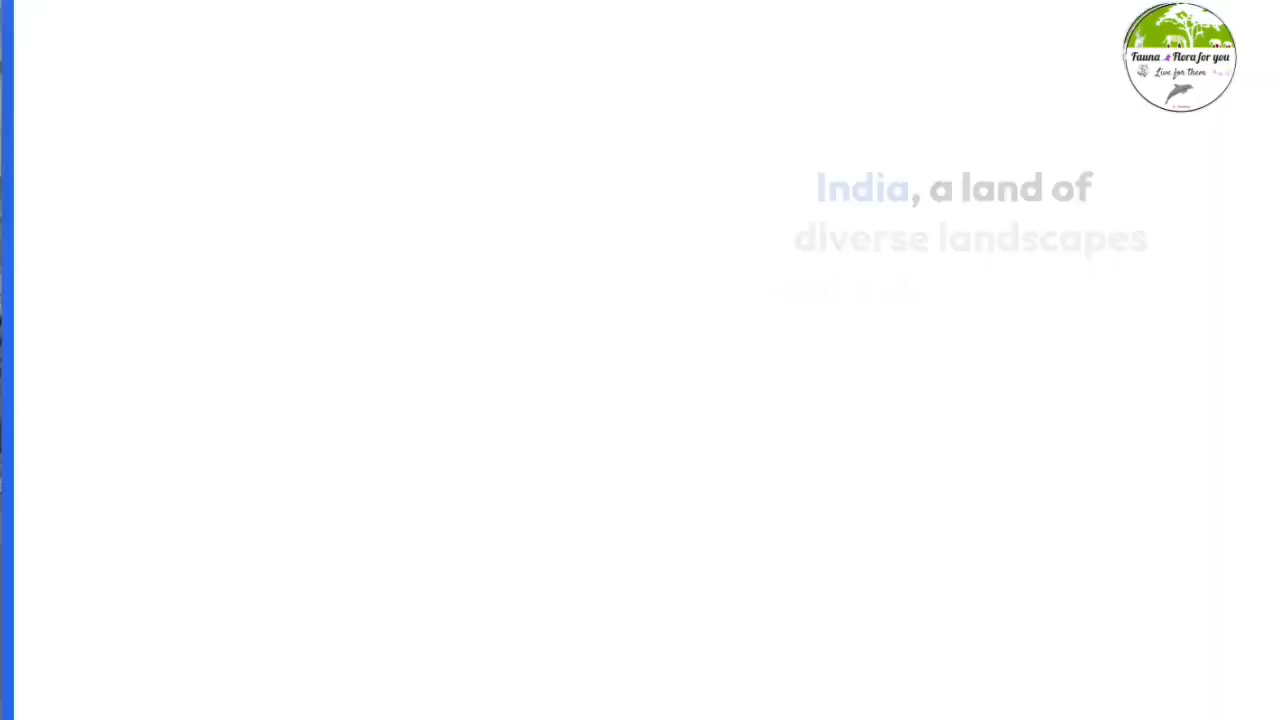 Fauna & Flora for you
Live for them
India, a land of
diverse landscapes